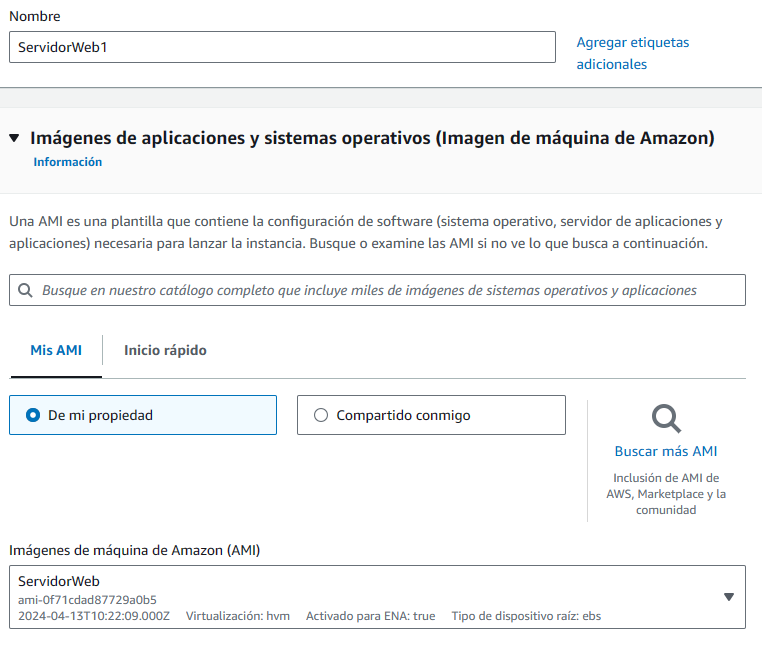 Nombre
ServidorWeb1
Agregar etiquetas
adicionales
Imágenes de aplicaciones y sistemas operativos (Imagen de máquina de Amazon)
Información
Una AMI es una plantilla que contiene la configuración de software (sistema operativo, servidor de aplicaciones y
aplicaciones) necesaria para lanzar la instancia. Busque o examine las AMI si no ve lo que busca a continuación.
Busque en nuestro catálogo completo que incluye miles de imágenes de sistemas operativos y aplicaciones
Mis AMI Inicio rápido
De mi propiedad Compartido conmigo
Buscar más AMI
Inclusión de AMI de
AWS, Marketplace y la
comunidad
Imágenes de máquina de Amazon (AMI)
ServidorWeb
ami-0f71cdad87729a0b5
2024-04-13T10:22:09.000Z Virtualización: hvm Activado para ENA: true Tipo de dispositivo raíz: ebs